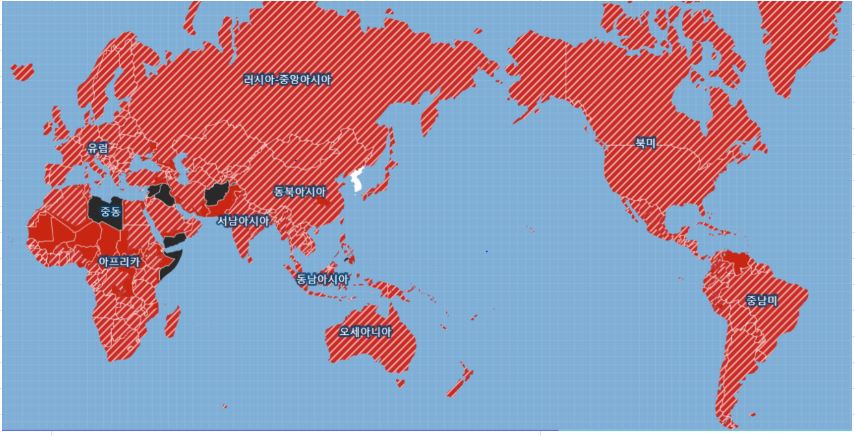 러시아-중앙아시아
유럽
북미
동북아시아
중동
서남아시아
아프리카
동남아시아
중남미
오세아니아